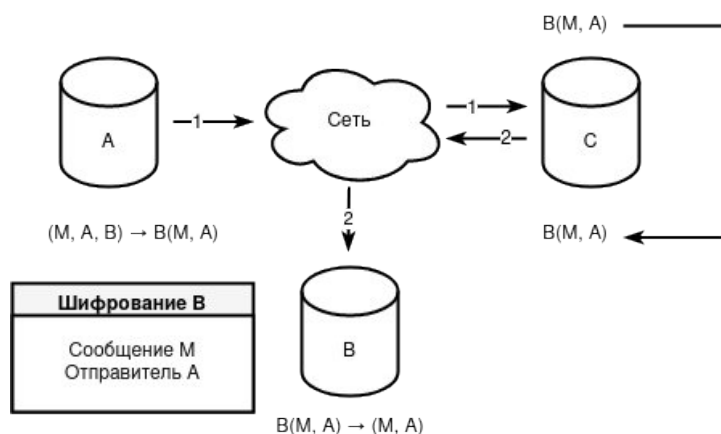 B(M, A)
A
1
Сеть
1
2
C
(M, A, B) → B(M, A)
2
B(M, A)
Шифрование B
Сообщение M
Отправитель A
B
B(M, A) → (M, A)